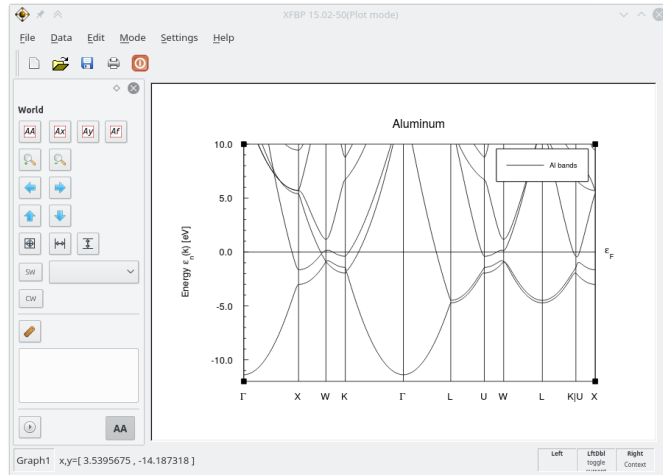 XFBP 15.02-50(Plot mode)
File Data Edit Mode Settings Help
World
AA Ax Ay Af
SW
CW
AA
Aluminum
Al bands
10.0
5.0
0.0
-5.0
-10.0
Energy ε_n(k) [eV]
ε_F
Γ X W K Γ L U W L K|U X
Graph1 x,y=[ 3.5395675 , -14.187318 ]
Left LftDbl Right
toggle Context